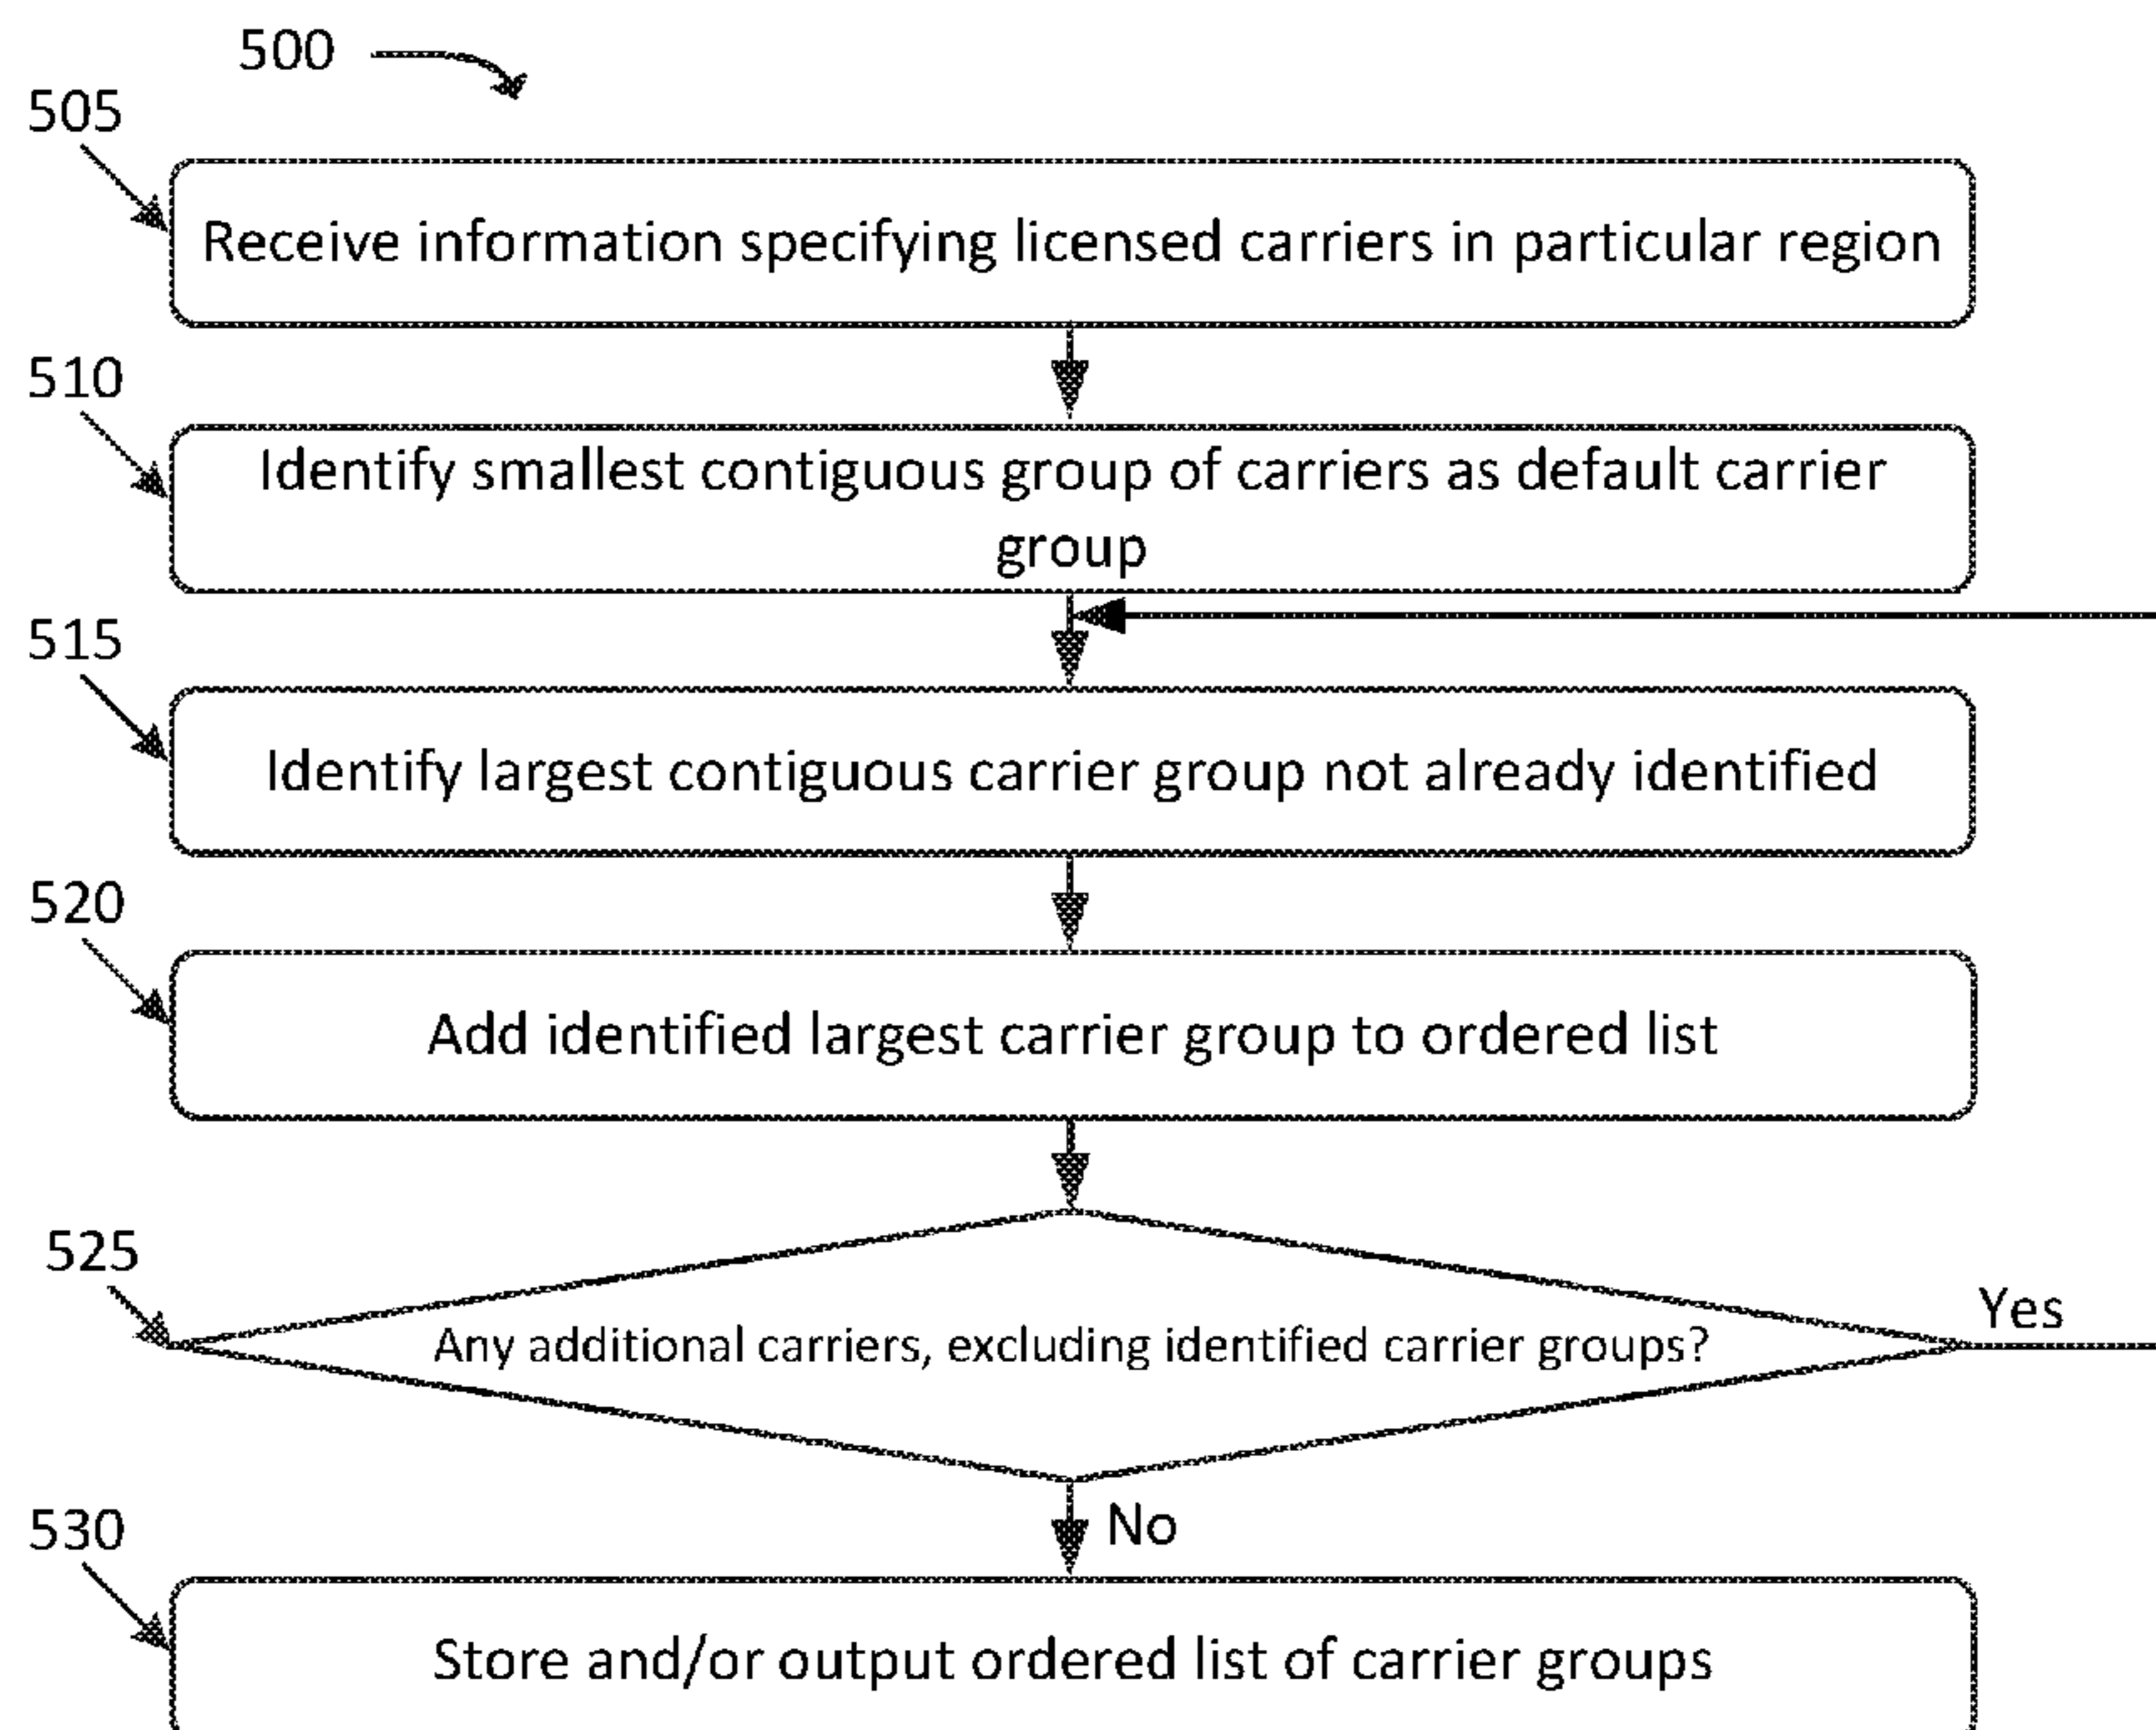 500
505
Receive information specifying licensed carriers in particular region
510
Identify smallest contiguous group of carriers as default carrier
group
515
Identify largest contiguous carrier group not already identified
520
Add identified largest carrier group to ordered list
525
Any additional carriers, excluding identified carrier groups?
Yes
No
530
Store and/or output ordered list of carrier groups